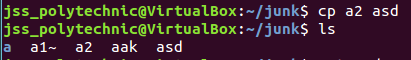 jss_polytechnic@VirtualBox:~/junk$ cp a2 asd
jss_polytechnic@VirtualBox:~/junk$ ls
a  a1~  a2  aak  asd